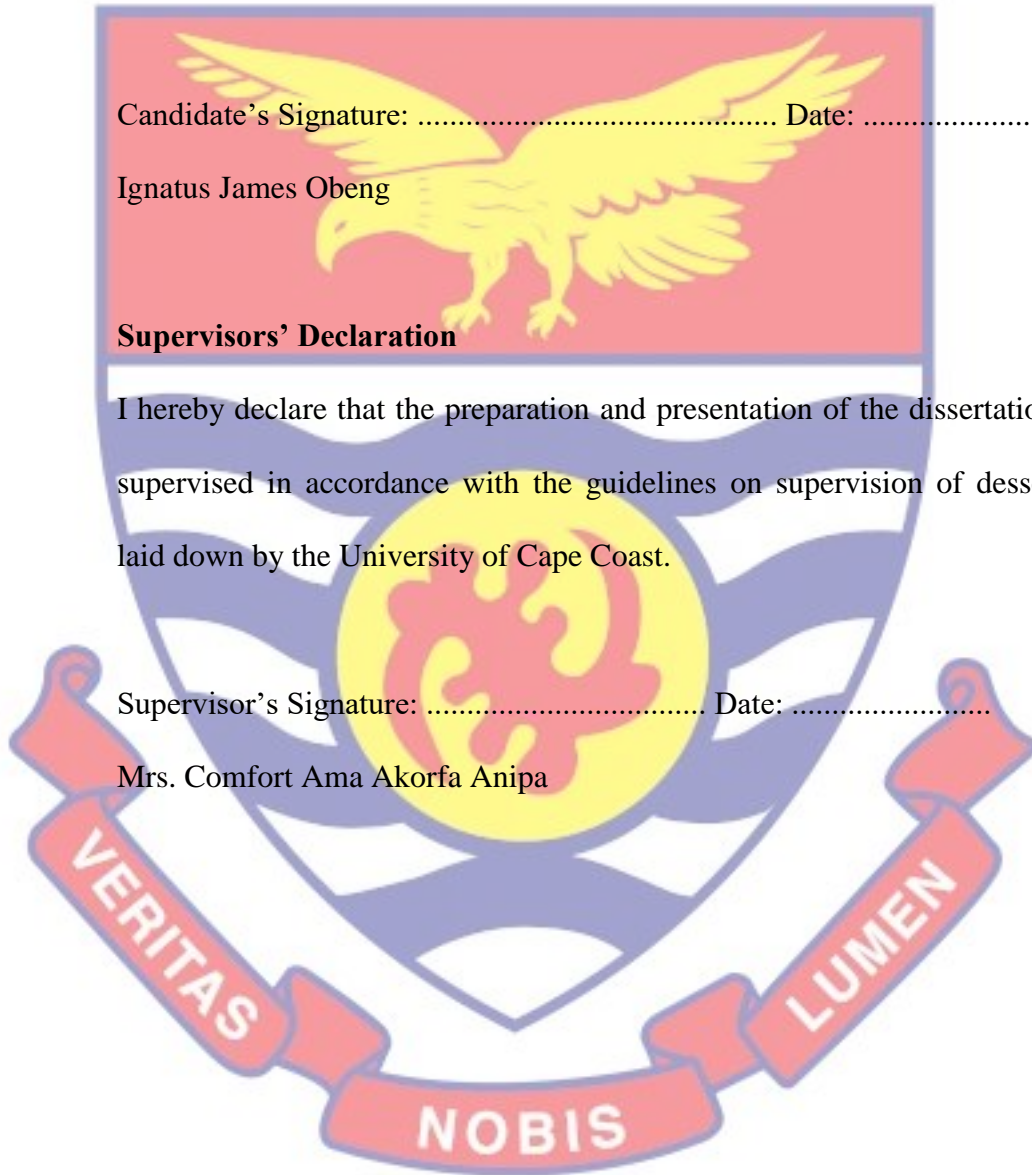 Candidate’s Signature: ............................................. Date: .....................
Ignatus James Obeng
Supervisors’ Declaration
I hereby declare that the preparation and presentation of the
supervised in accordance with the guidelines on supervision of
laid down by the University of Cape Coast.
Supervisor’s Signature: ................................... Date: .........................
Mrs. Comfort Ama Akorfa Anipa
VERITAS
NOBIS
LUMEN